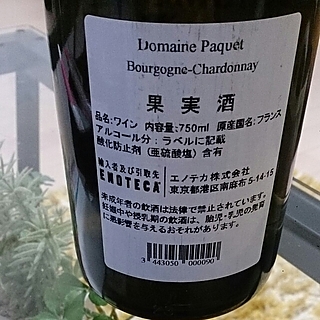 Domaine Paquet
Bourgogne-Chardonnay
果実酒
品名:ワイン 内容量:750ml 原産国名:フランス
アルコール分：ラベルに記載
酸化防止剤（亜硫酸塩）含有
輸入者及び引取先
ENOTECA エノテカ株式会社
東京都港区南麻布5-14-15
未成年者の飲酒は法律で禁止されています。
妊娠中や授乳期の飲酒は、胎児・乳児の発育
に悪影響を与えるおそれがあります。
3 443050 000090